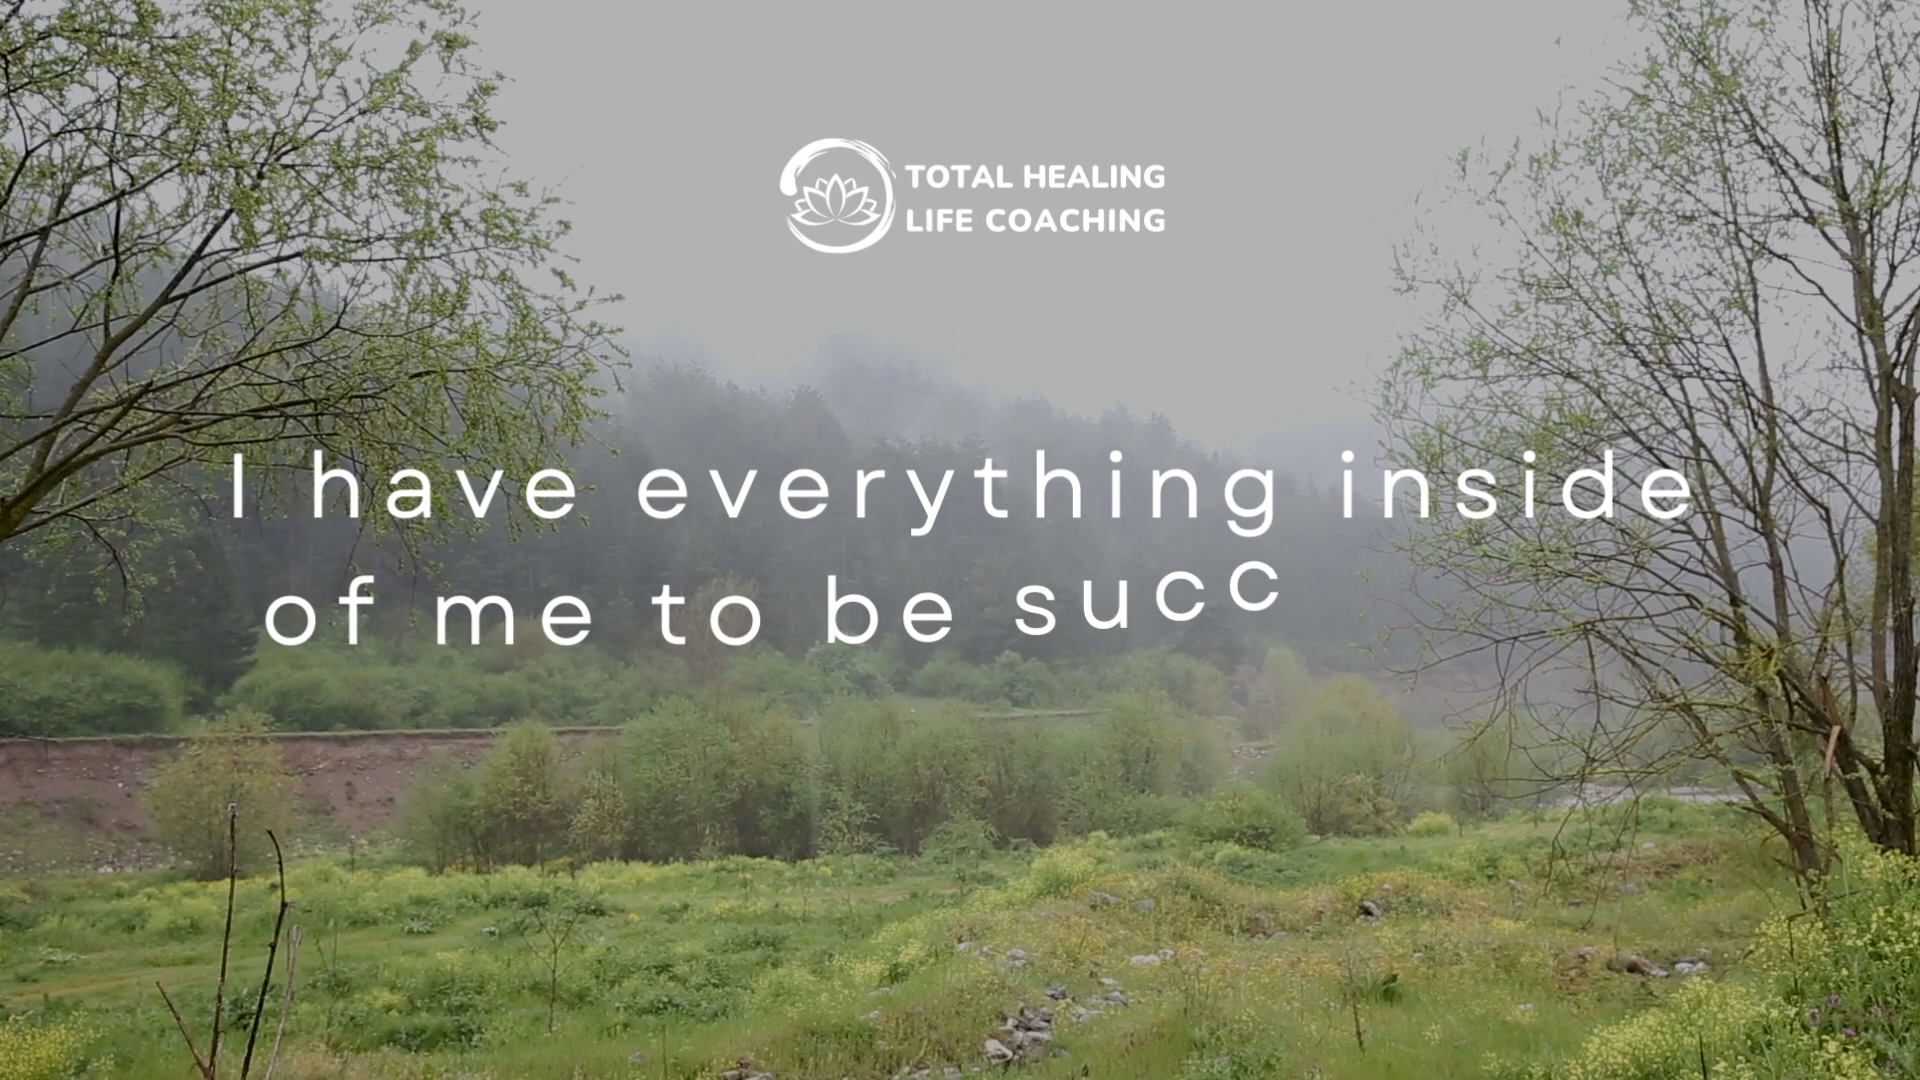 TOTAL HEALING
LIFE COACHING
I have everything inside
of me to be succ